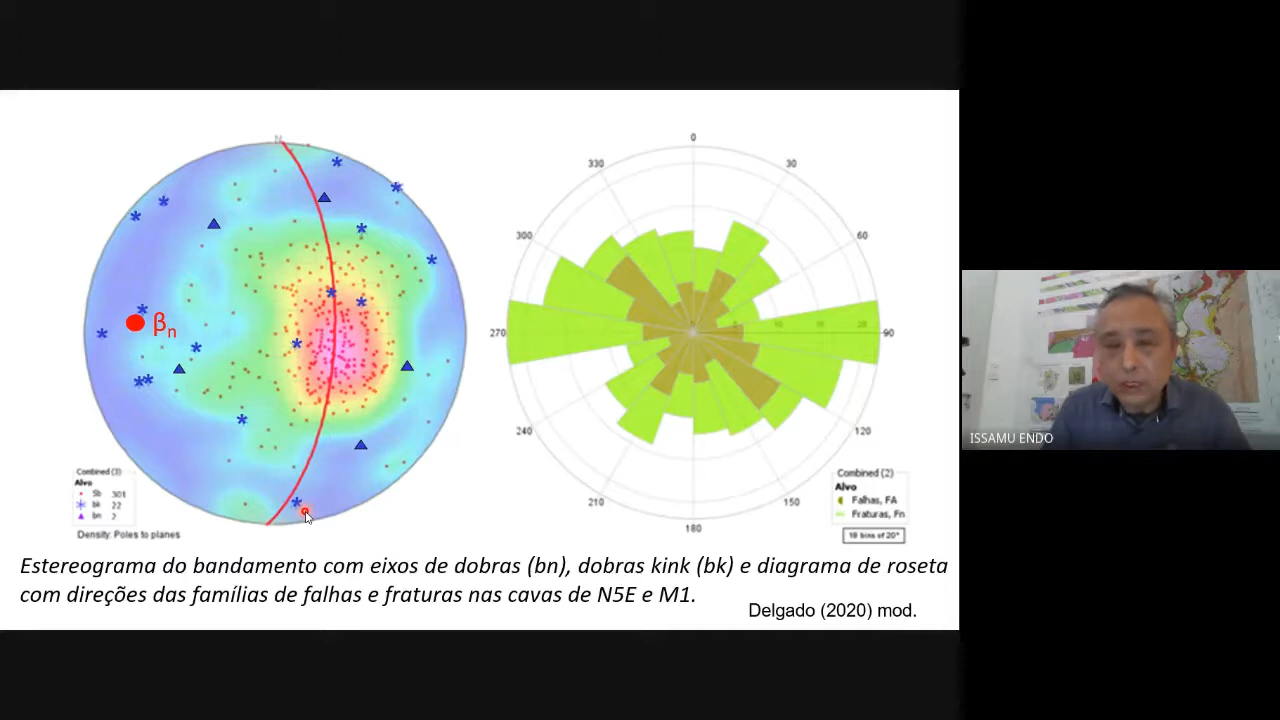 N
βn
Combined (3)
Alvo
Sb 301
bk 22
bn 7
Density: Poles to planes
0
30
60
90
120
150
180
210
240
270
300
330
Combined (2)
Alvo
Falhas, FA
Fraturas, Fn
18 bins of 20°
Estereograma do bandamento com eixos de dobras (bn), dobras kink (bk) e diagrama de roseta
com direções das famílias de falhas e fraturas nas cavas de N5E e M1.
Delgado (2020) mod.
ISSAMU ENDO